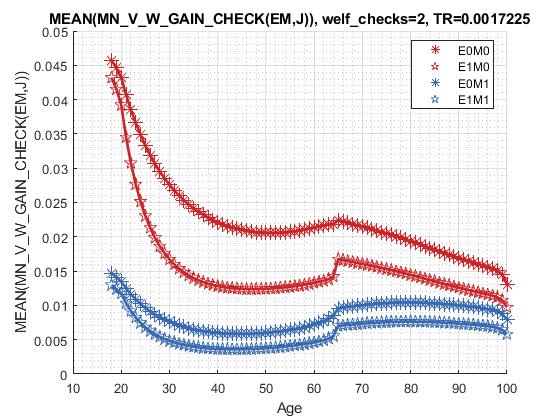 MEAN(MN_V_W_GAIN_CHECK(EM,J)), welf_checks=2, TR=0.0017225
0.05
0.045
0.04
0.035
0.03
0.025
0.02
0.015
0.01
0.005
0
MEAN(MN_V_W_GAIN_CHECK(EM,J))
E0M0
E1M0
E0M1
E1M1
10 20 30 40 50 60 70 80 90 100
Age